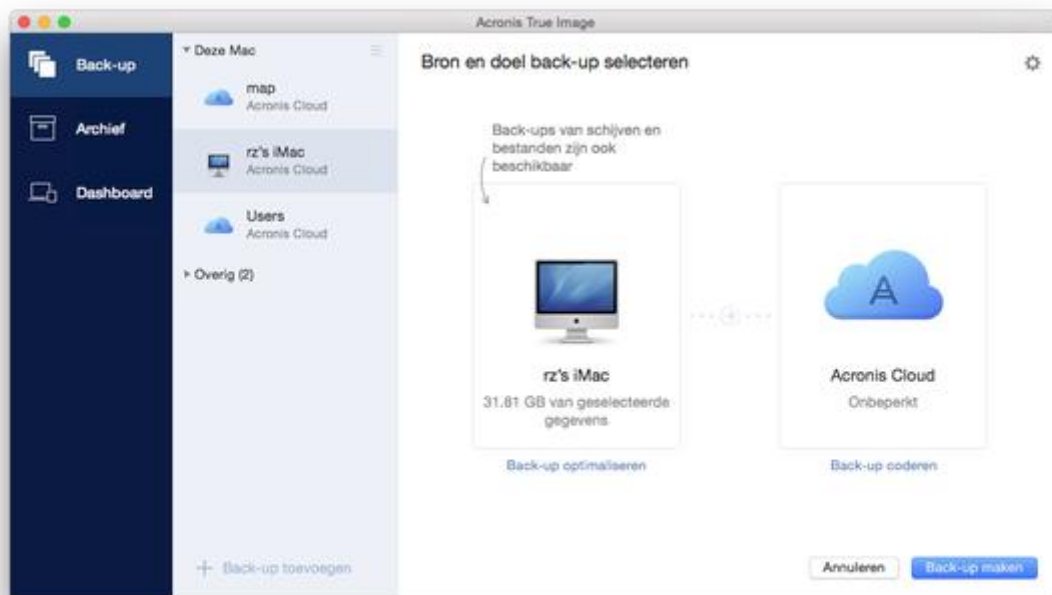 Acronis True Image
Back-up
Archief
Dashboard
Deze Mac
map
Acronis Cloud
rz's iMac
Acronis Cloud
Users
Acronis Cloud
Overig (2)
Back-up toevoegen
Bron en doel back-up selecteren
Back-ups van schijven en
bestanden zijn ook
beschikbaar
rz's iMac
31.81 GB van geselecteerde
gegevens
Back-up optimaliseren
Acronis Cloud
Onbeperkt
Back-up coderen
Annuleren
Back-up maken